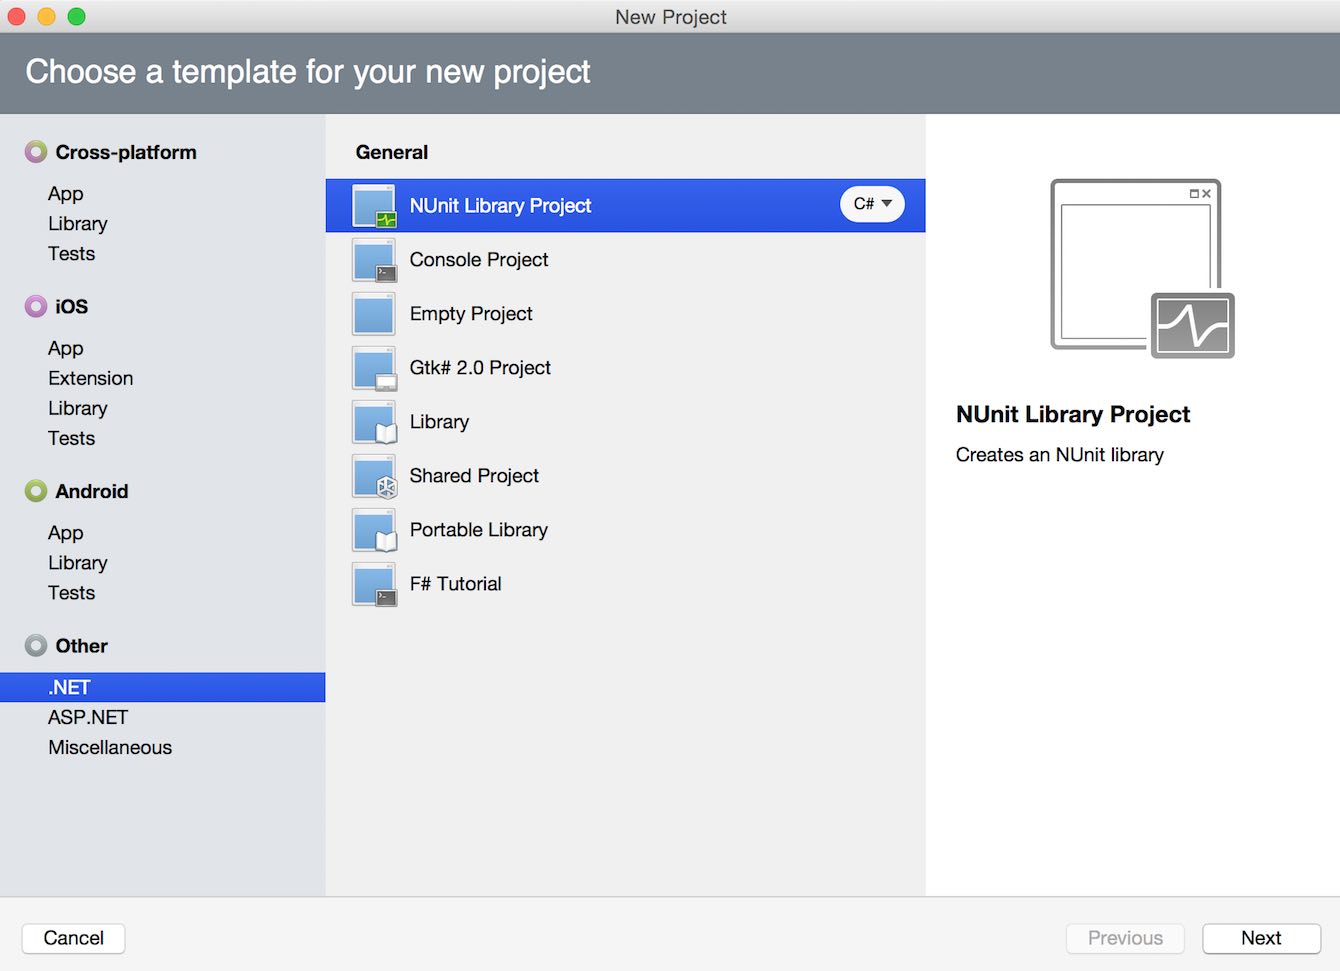 New Project
Choose a template for your new project
Cross-platform
App
Library
Tests
iOS
App
Extension
Library
Tests
Android
App
Library
Tests
Other
.NET
ASP.NET
Miscellaneous
General
NUnit Library Project
C#
Console Project
Empty Project
Gtk# 2.0 Project
Library
Shared Project
Portable Library
F# Tutorial
NUnit Library Project
Creates an NUnit library
Cancel
Previous
Next